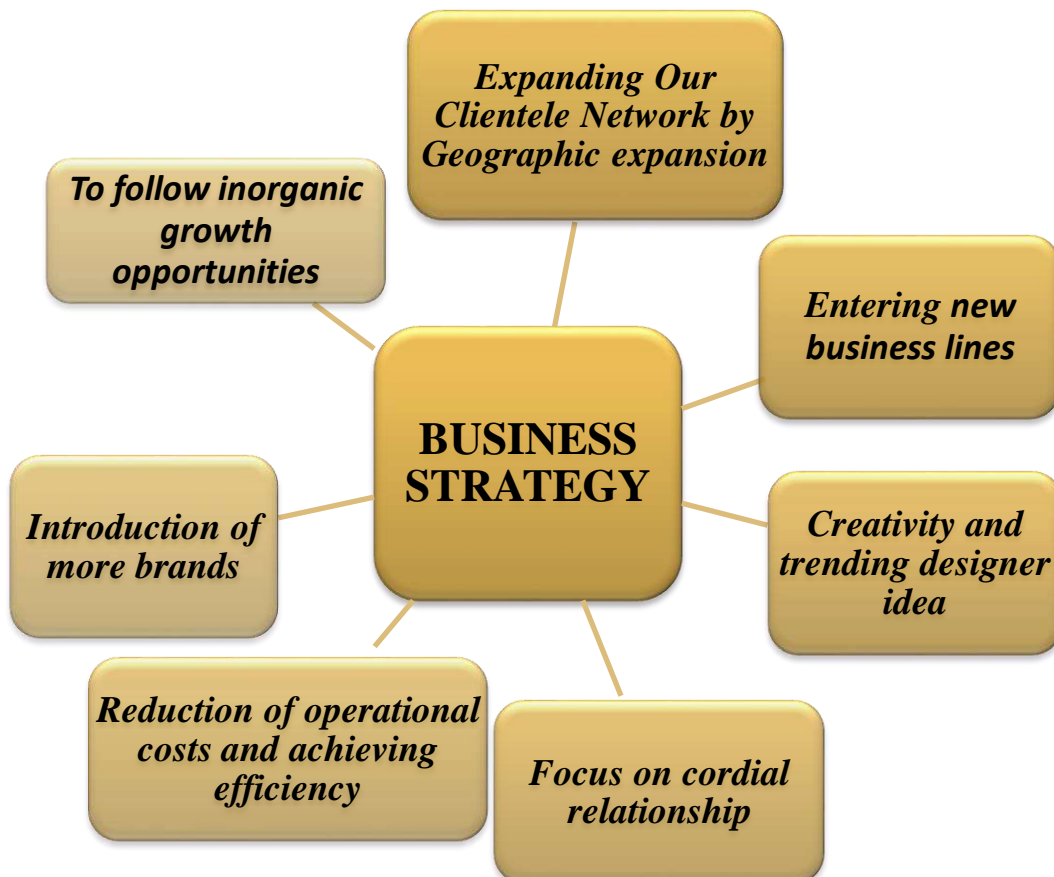 Expanding Our
Clientele Network by
Geographic expansion
To follow inorganic
growth
opportunities
Entering new
business lines
BUSINESS
STRATEGY
Introduction of
more brands
Creativity and
trending designer
idea
Reduction of operational
costs and achieving
efficiency
Focus on cordial
relationship